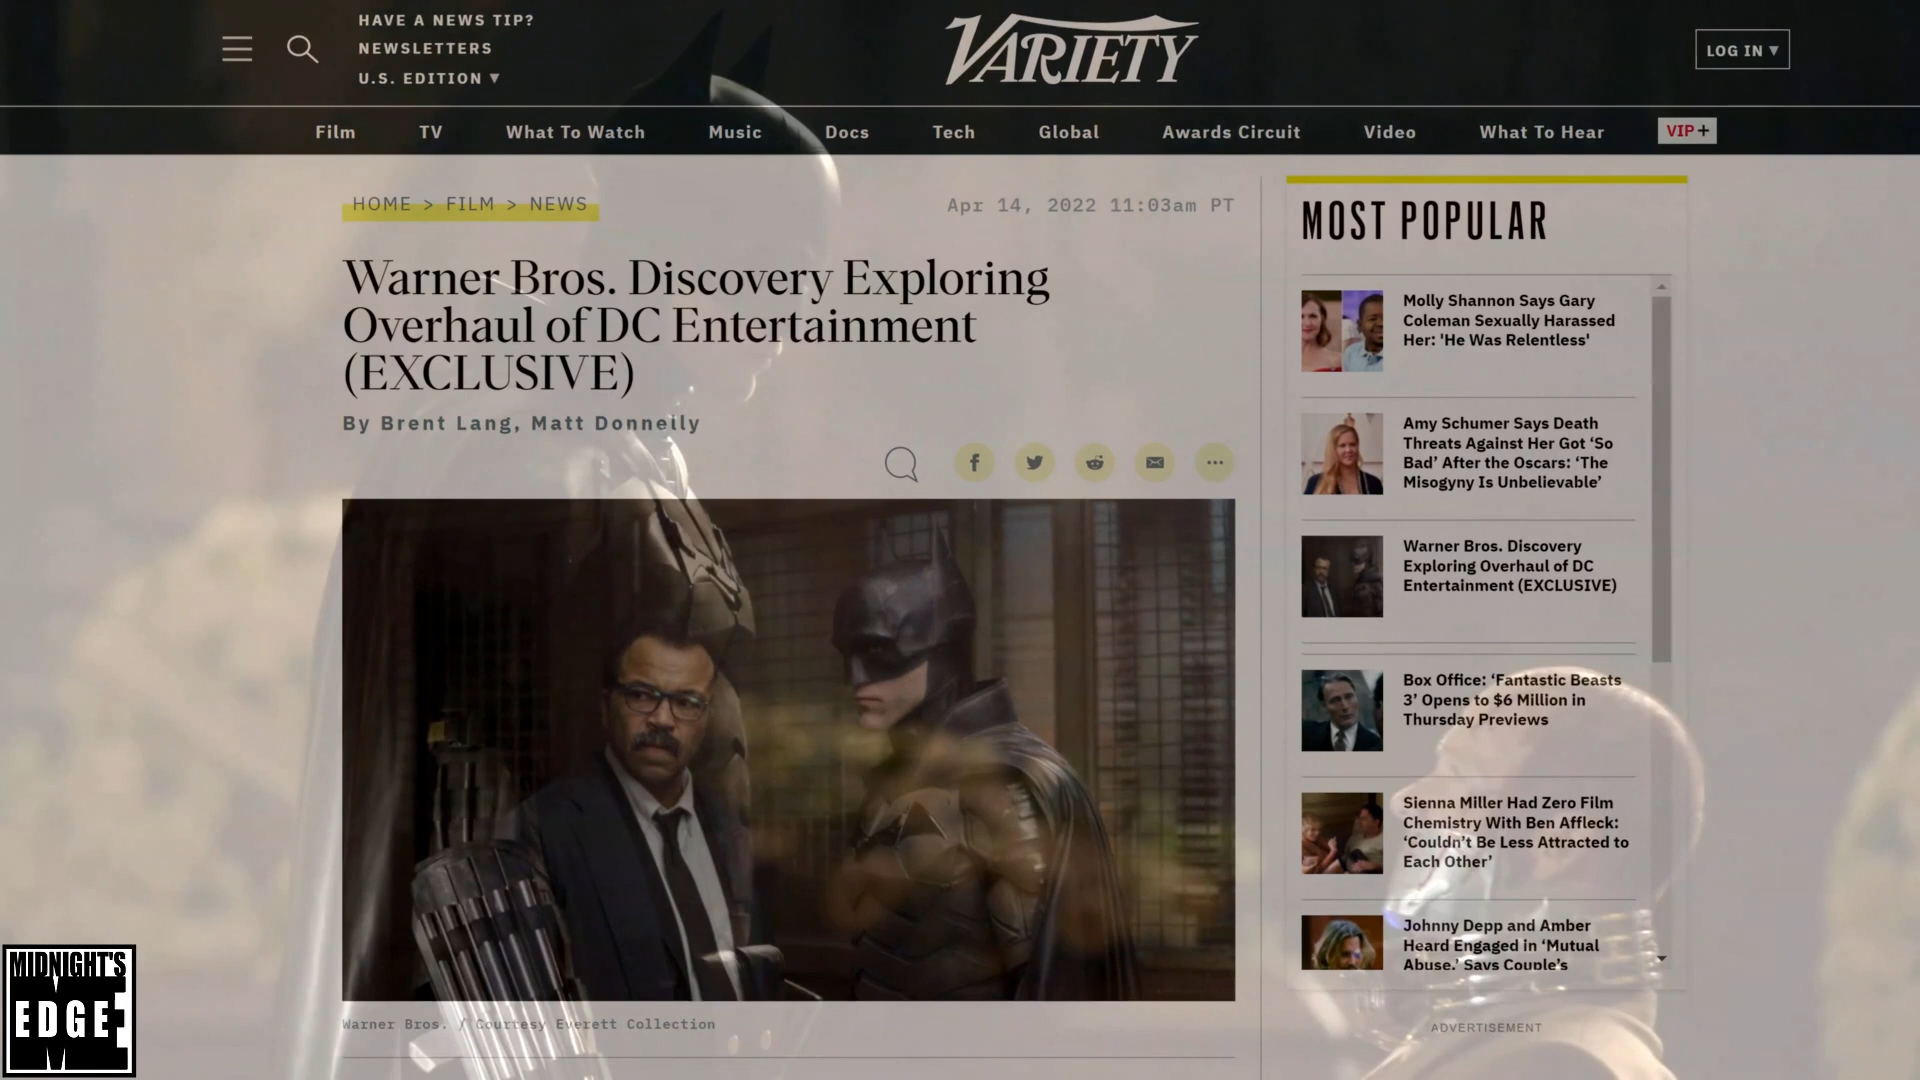 HAVE A NEWS TIP?
NEWSLETTERS
U.S. EDITION ▼
VARIETY
LOG IN ▼
Film TV What To Watch Music Docs Tech Global Awards Circuit Video What To Hear VIP+
HOME > FILM > NEWS
Apr 14, 2022 11:03am PT
Warner Bros. Discovery Exploring
Overhaul of DC Entertainment
(EXCLUSIVE)
By Brent Lang, Matt Donnelly
Warner Bros. / Courtesy Everett Collection
MOST POPULAR
Molly Shannon Says Gary
Coleman Sexually Harassed
Her: 'He Was Relentless'
Amy Schumer Says Death
Threats Against Her Got ‘So
Bad’ After the Oscars: ‘The
Misogyny Is Unbelievable’
Warner Bros. Discovery
Exploring Overhaul of DC
Entertainment (EXCLUSIVE)
Box Office: ‘Fantastic Beasts
3’ Opens to $6 Million in
Thursday Previews
Sienna Miller Had Zero Film
Chemistry With Ben Affleck:
‘Couldn’t Be Less Attracted to
Each Other’
Johnny Depp and Amber
Heard Engaged in ‘Mutual
Abuse,’ Says Couple’s
ADVERTISEMENT
MIDNIGHT'S
EDGE